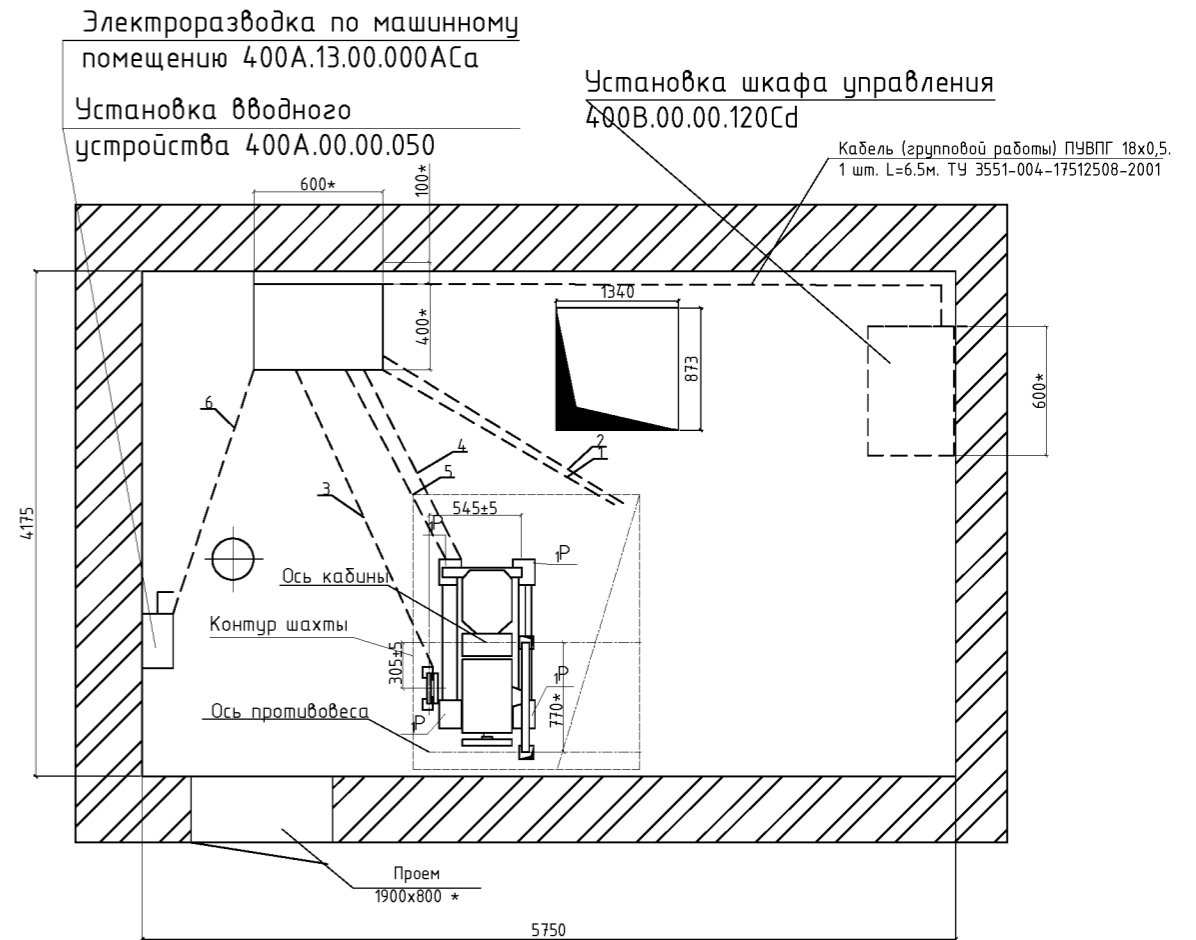 Электроразводка по машинному
помещению 400А.13.00.000АСа
Установка вводного
устройства 400А.00.00.050
Установка шкафа управления
400В.00.00.120Сd
Кабель (групповой работы) ПУВПГ 18х0,5.
1 шт. L=6.5м. ТУ 3551-004-17512508-2001
600*
100*
1340
400*
873
600*
6
2
1
4
5
3
4175
545±5
1Р
1Р
Ось кабины
Контур шахты
305±5
1Р
770*
Ось противовеса
1Р
Проем
1900х800 *
5750